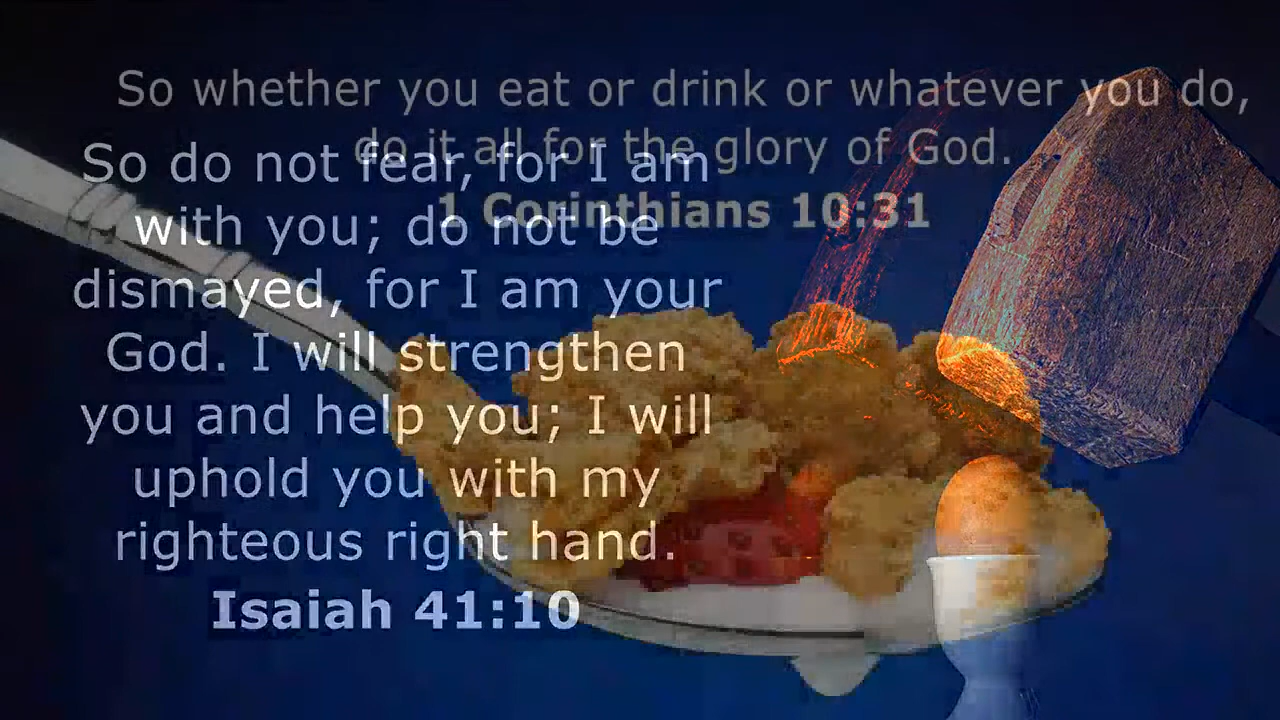 So whether you eat or drink or whatever you do,
do it all for the glory of God.
1 Corinthians 10:31
So do not fear, for I am
with you; do not be
dismayed, for I am your
God. I will strengthen
you and help you; I will
uphold you with my
righteous right hand.
Isaiah 41:10